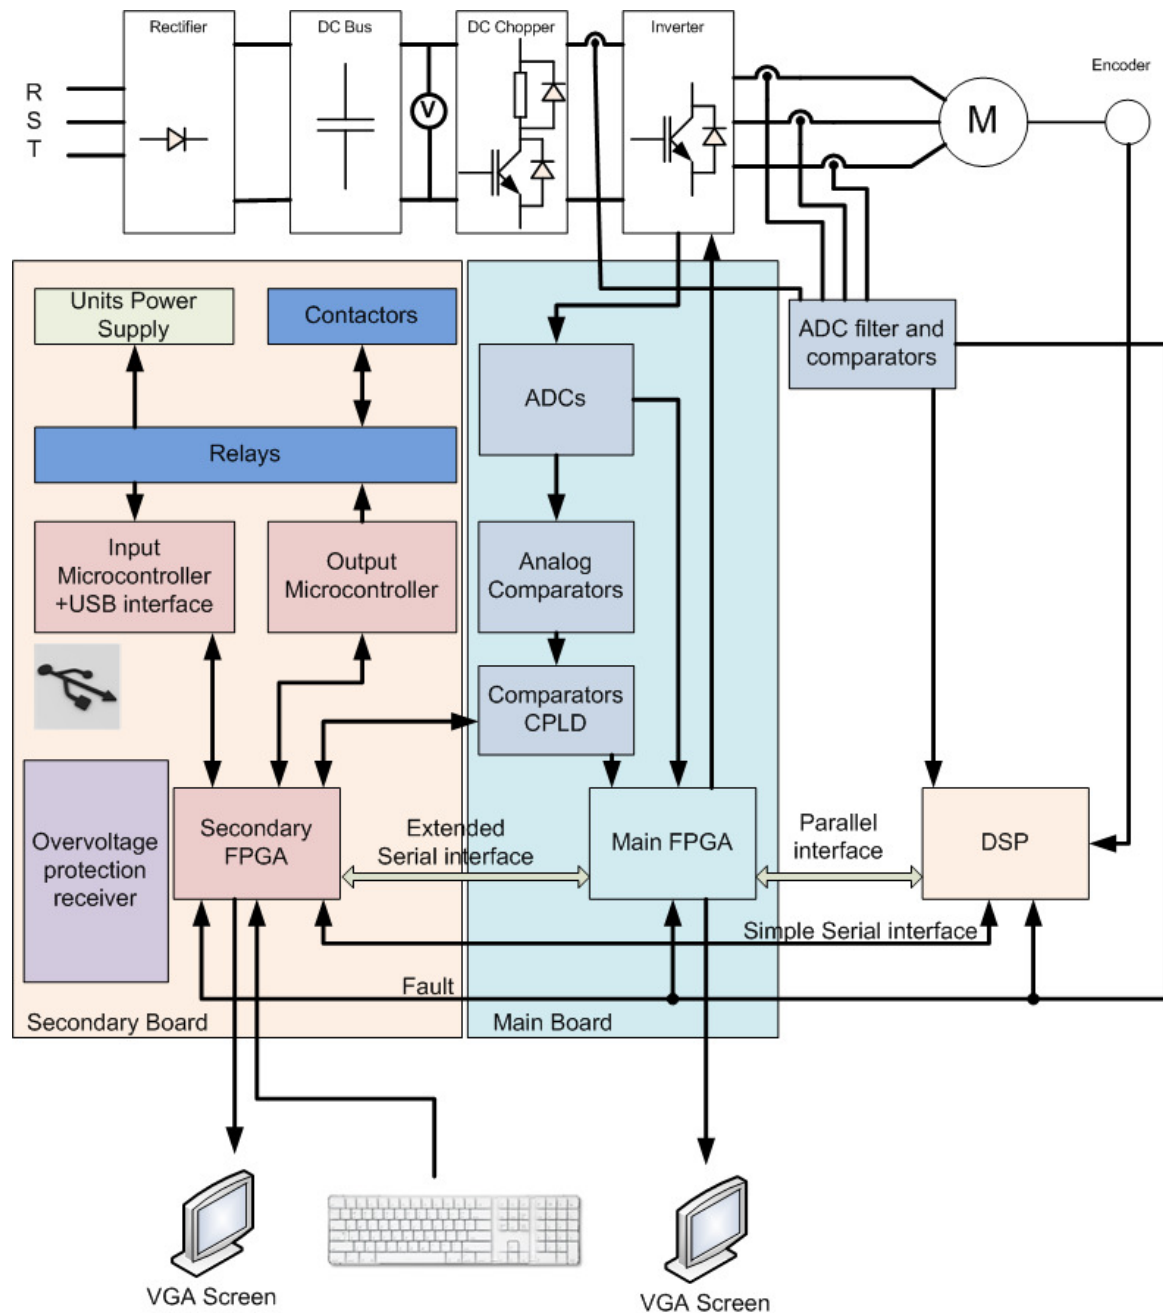 Rectifier
DC Bus
DC Chopper
Inverter
Encoder
R
S
T
V
M
Units Power
Supply
Contactors
ADC filter and
comparators
ADCs
Relays
Input
Microcontroller
+USB interface
Output
Microcontroller
Analog
Comparators
Comparators
CPLD
Overvoltage
protection
receiver
Secondary
FPGA
Extended
Serial interface
Main FPGA
Parallel
interface
DSP
Simple Serial interface
Fault
Secondary Board
Main Board
VGA Screen
VGA Screen